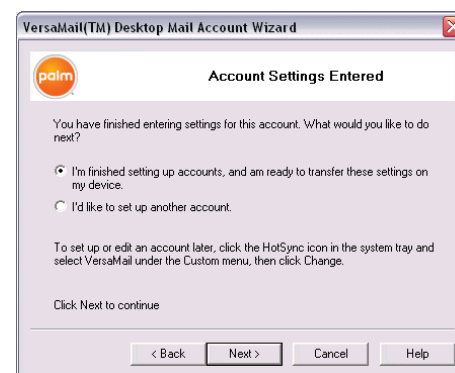 VersaMail(TM) Desktop Mail Account Wizard
palm
Account Settings Entered
You have finished entering settings for this account. What would you like to do
next?
I'm finished setting up accounts, and am ready to transfer these settings on
my device.
I'd like to set up another account.
To set up or edit an account later, click the HotSync icon in the system tray and
select VersaMail under the Custom menu, then click Change.
Click Next to continue
< Back Next > Cancel Help